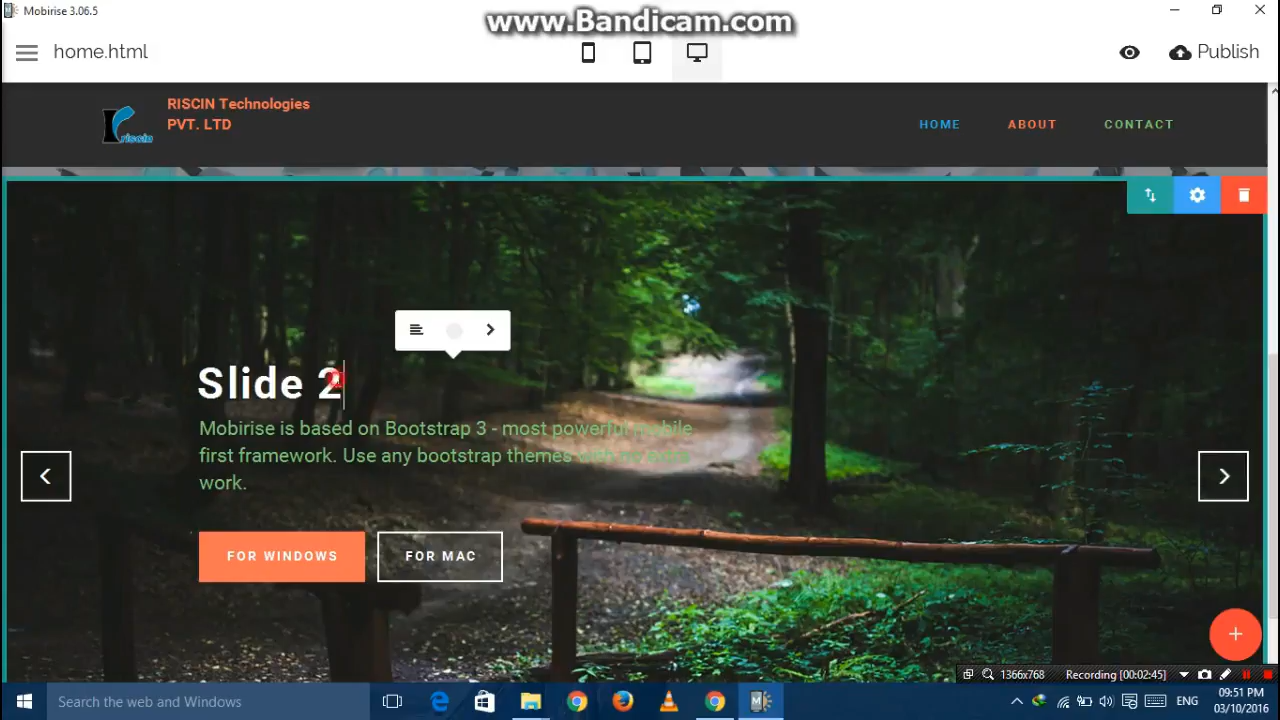 Mobirise 3.06.5
www.Bandicam.com
home.html
Publish
RISCIN Technologies
PVT. LTD
riscin
HOME
ABOUT
CONTACT
Slide 2
Mobirise is based on Bootstrap 3 - most powerful mobile
first framework. Use any bootstrap themes with no extra
work.
FOR WINDOWS
FOR MAC
1366x768
Recording [00:02:45]
Search the web and Windows
ENG
09:51 PM
03/10/2016